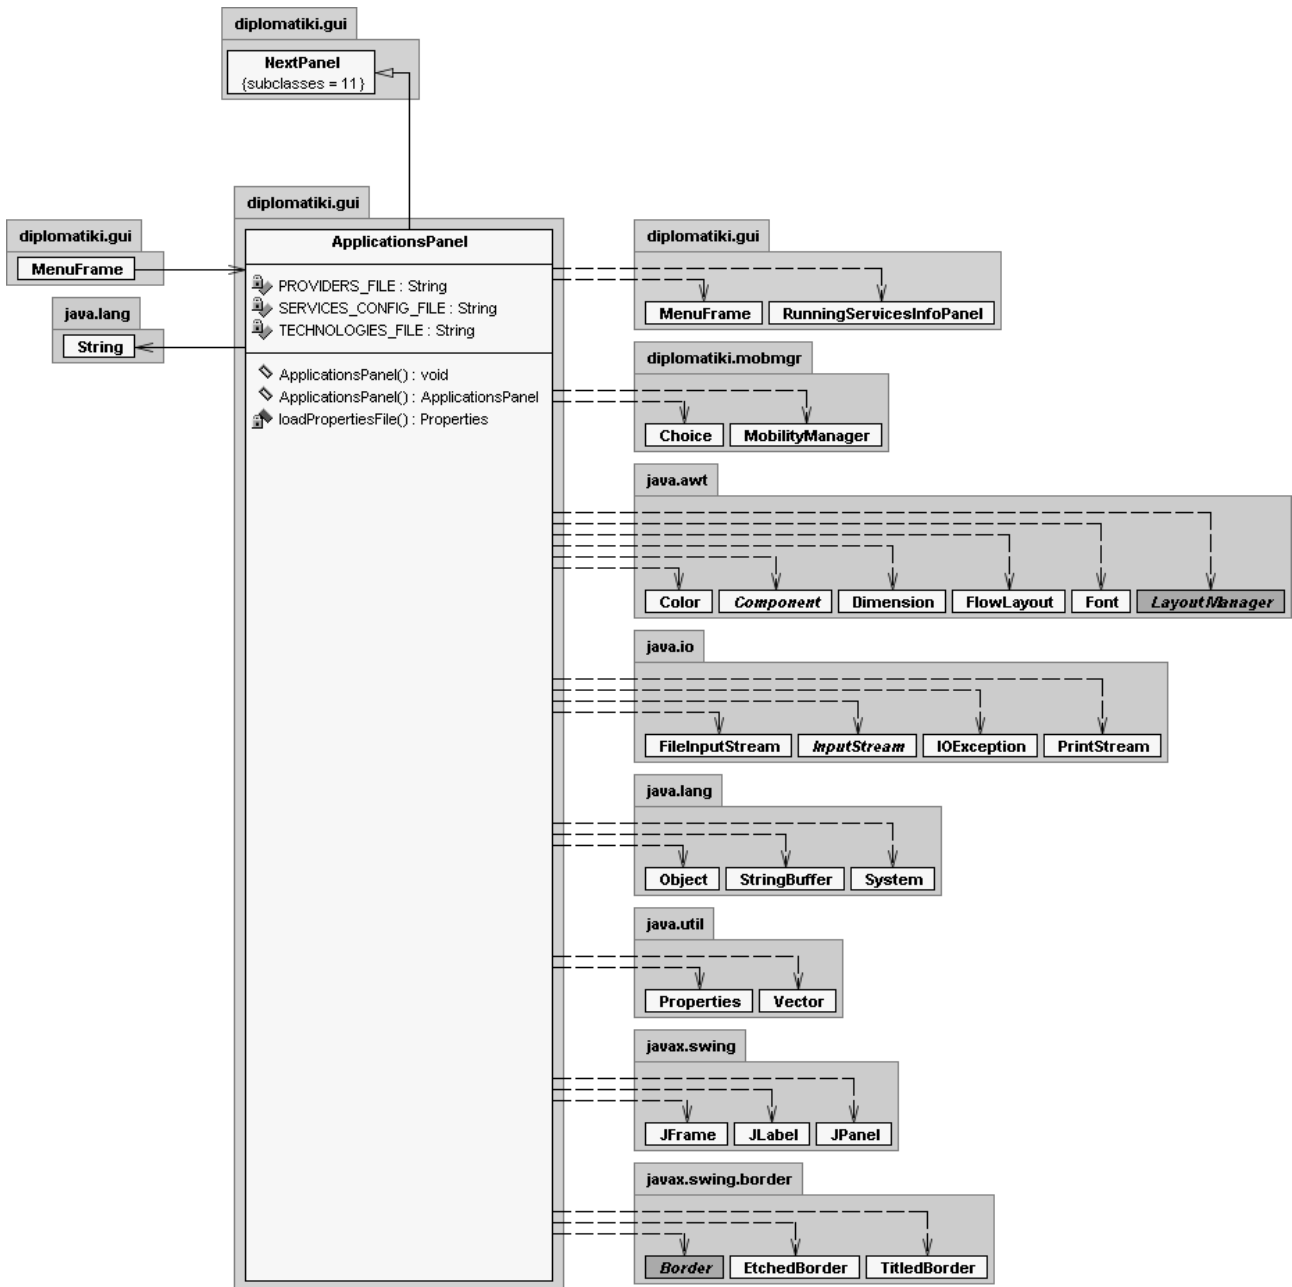 diplomatiki.gui
NextPanel
{subclasses = 11}
diplomatiki.gui
ApplicationsPanel
PROVIDERS_FILE : String
SERVICES_CONFIG_FILE : String
TECHNOLOGIES_FILE : String
ApplicationsPanel() : void
ApplicationsPanel() : ApplicationsPanel
loadPropertiesFile() : Properties
diplomatiki.gui
MenuFrame
java.lang
String
diplomatiki.gui
MenuFrame RunningServicesInfoPanel
diplomatiki.mobmgr
Choice MobilityManager
java.awt
Color Component Dimension FlowLayout Font LayoutManager
java.io
FileInputStream InputStream IOException PrintStream
java.lang
Object StringBuffer System
java.util
Properties Vector
javax.swing
JFrame JLabel JPanel
javax.swing.border
Border EtchedBorder TitledBorder